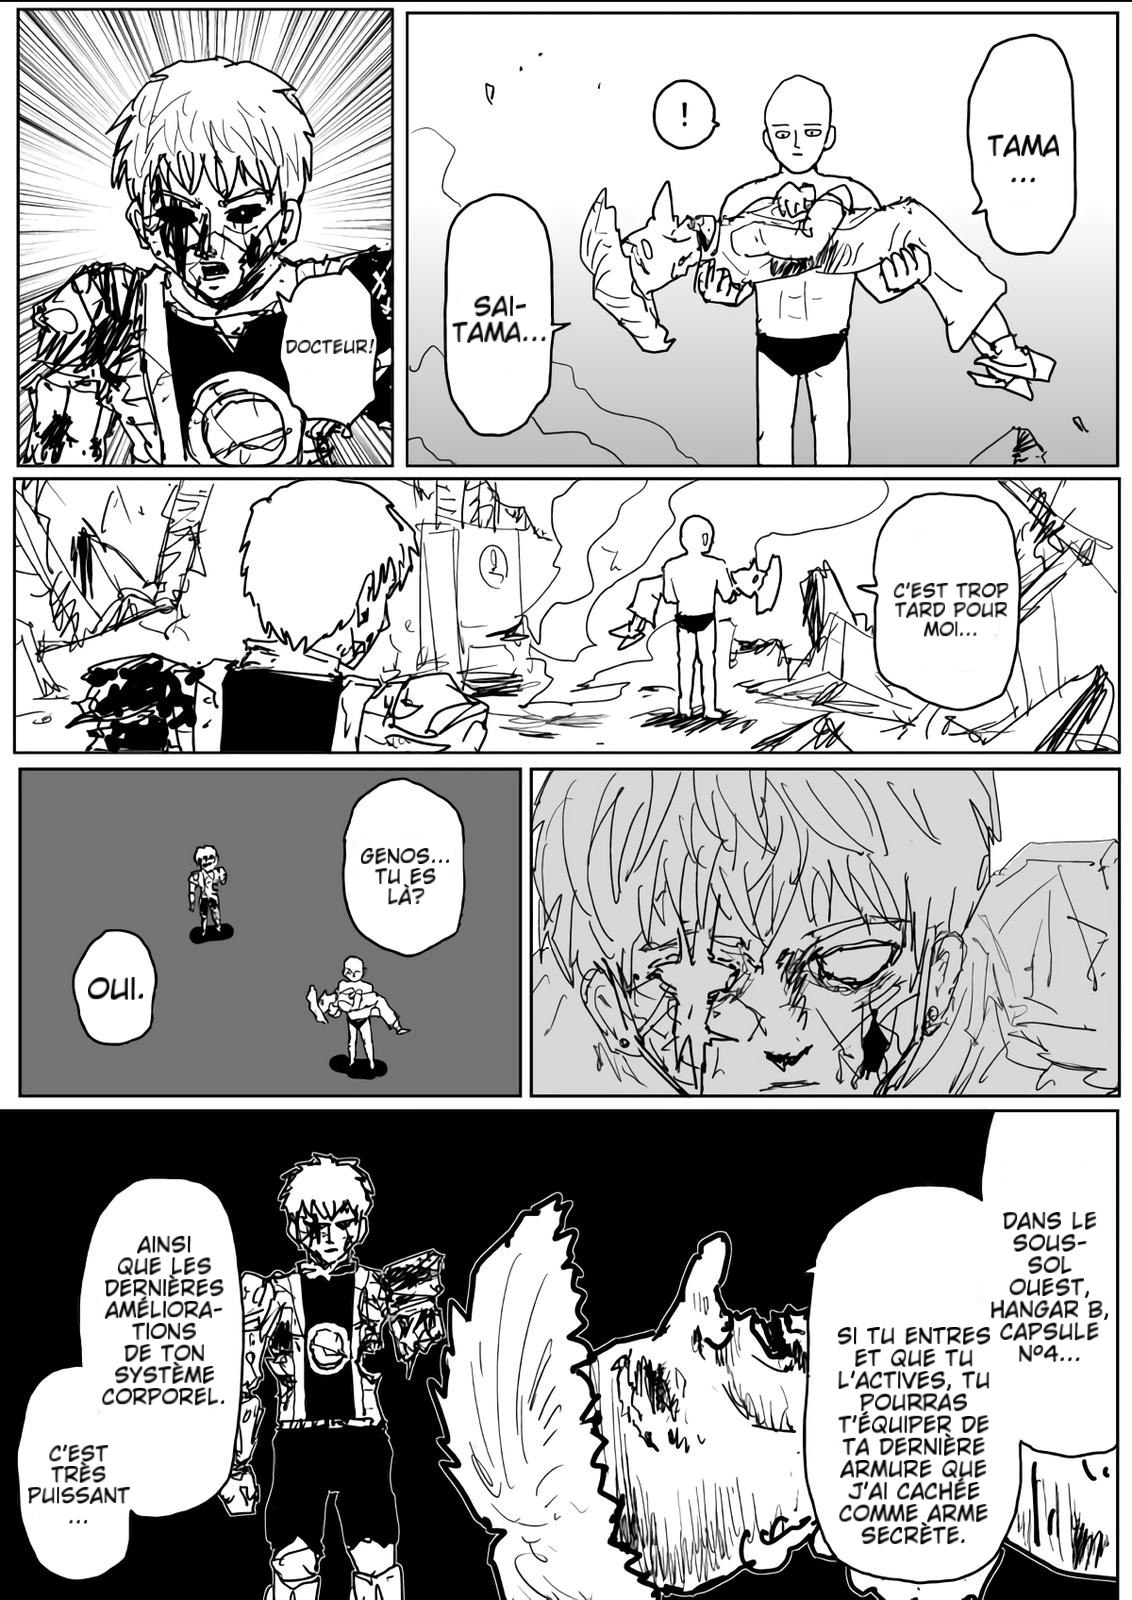 TAMA
...
!
SAI-
TAMA...
DOCTEUR!
C'EST TROP
TARD POUR
MOI...
GENOS...
TU ES
LÀ?
OUI.
DANS LE
SOUS-
SOL
OUEST,
HANGAR B,
CAPSULE
Nº4...
SI TU ENTRES
ET QUE TU
L'ACTIVES, TU
POURRAS
T'ÉQUIPER DE
TA DERNIÈRE
ARMURE QUE
J'AI CACHÉE
COMME ARME
SECRÈTE.
AINSI
QUE LES
DERNIÈRES
AMÉLIORA-
TIONS
DE TON
SYSTÈME
CORPOREL.
C'EST
TRÈS
PUISSANT
...